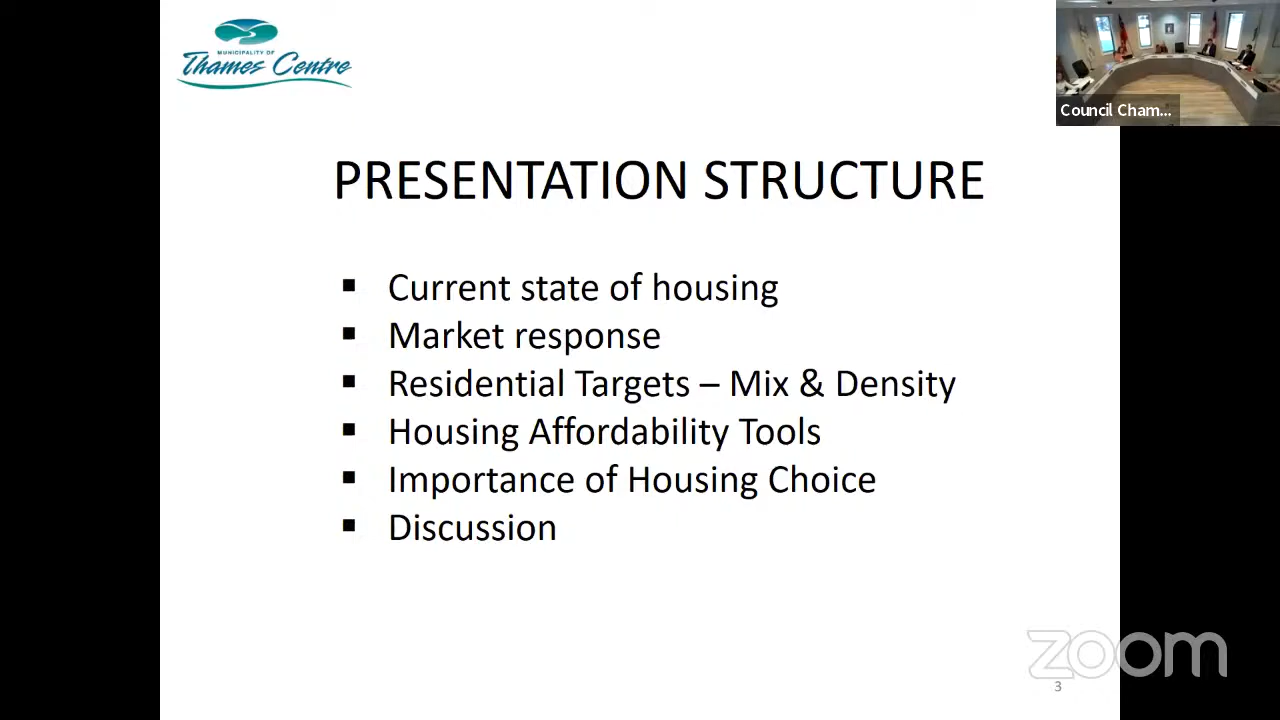 MUNICIPALITY OF
Thames Centre
Council Cham...
PRESENTATION STRUCTURE
▪ Current state of housing
▪ Market response
▪ Residential Targets – Mix & Density
▪ Housing Affordability Tools
▪ Importance of Housing Choice
▪ Discussion
zoom
3